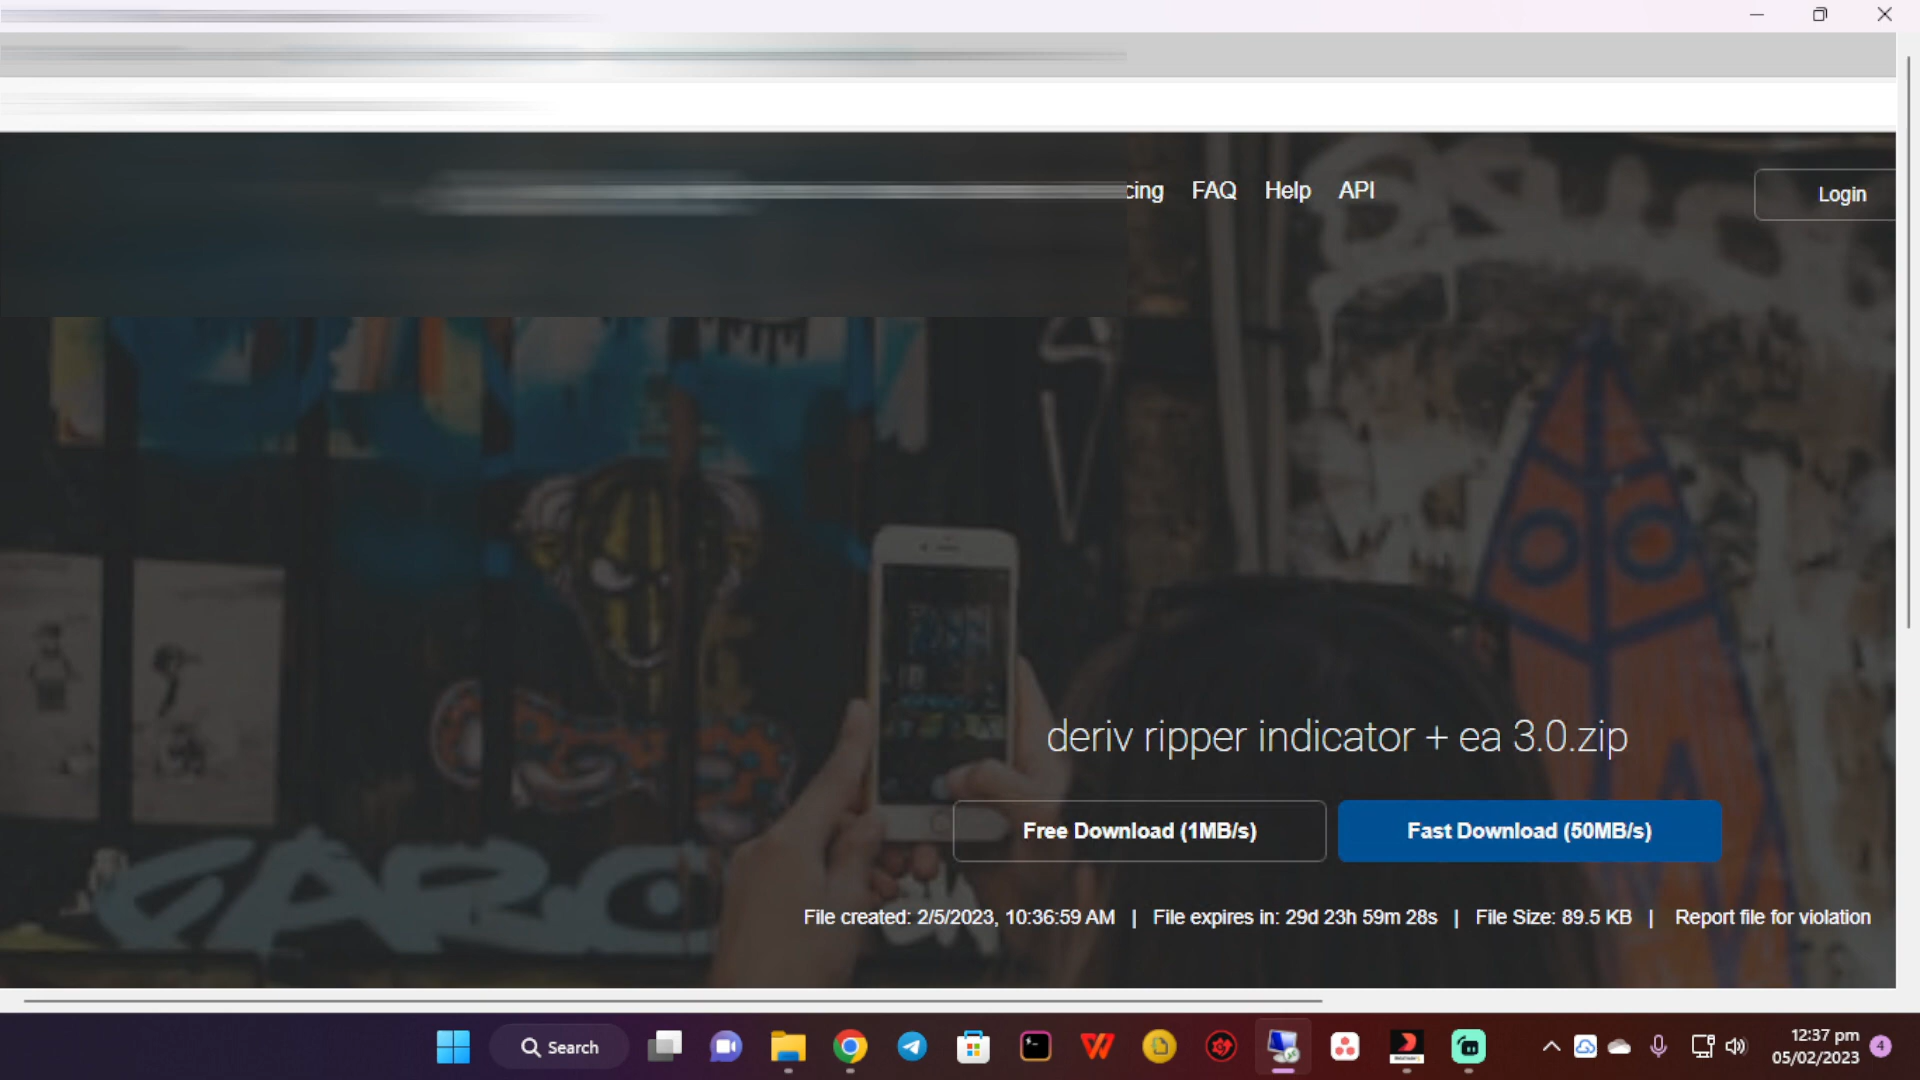 cing FAQ Help API
Login
deriv ripper indicator + ea 3.0.zip
Free Download (1MB/s)
Fast Download (50MB/s)
File created: 2/5/2023, 10:36:59 AM | File expires in: 29d 23h 59m 28s | File Size: 89.5 KB | Report file for violation
Search
12:37 pm
05/02/2023
4